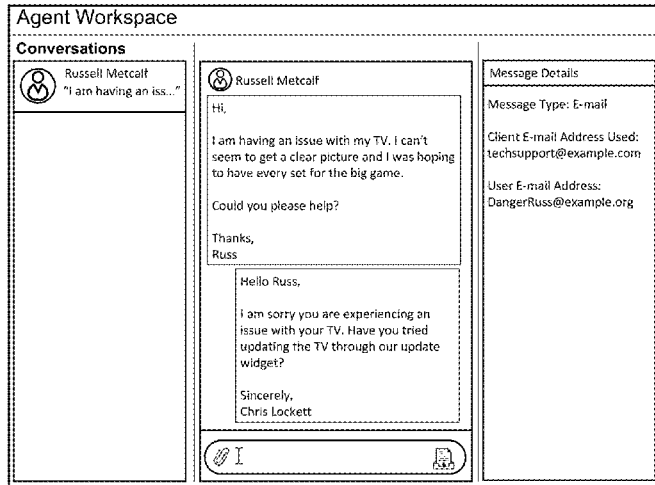 Agent Workspace
Conversations
Russell Metcalf
"I am having an iss..."
Russell Metcalf
Hi,
I am having an issue with my TV. I can't
seem to get a clear picture and I was hoping
to have every set for the big game.
Could you please help?
Thanks,
Russ
Hello Russ,
I am sorry you are experiencing an
issue with your TV. Have you tried
updating the TV through our update
widget?
Sincerely,
Chris Lockett
Message Details
Message Type: E-mail
Client E-mail Address Used:
techsupport@example.com
User E-mail Address:
DangerRuss@example.org